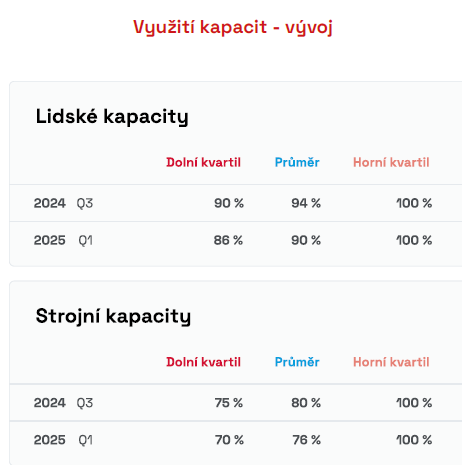 Využití kapacit - vývoj
Lidské kapacity
Dolní kvartil Průměr Horní kvartil
2024 Q3 90 % 94 % 100 %
2025 Q1 86 % 90 % 100 %
Strojní kapacity
Dolní kvartil Průměr Horní kvartil
2024 Q3 75 % 80 % 100 %
2025 Q1 70 % 76 % 100 %